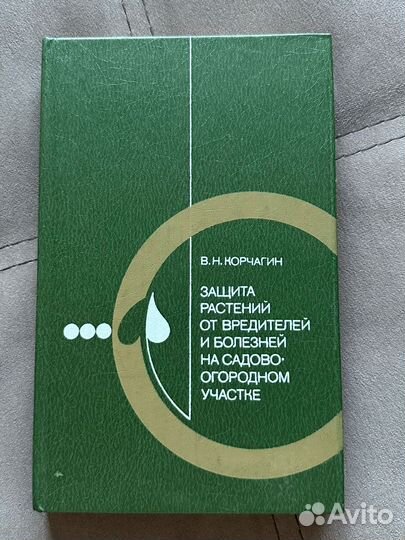 В. Н. КОРЧАГИН
ЗАЩИТА
РАСТЕНИЙ
ОТ ВРЕДИТЕЛЕЙ
И БОЛЕЗНЕЙ
НА САДОВО-
ОГОРОДНОМ
УЧАСТКЕ
Avito